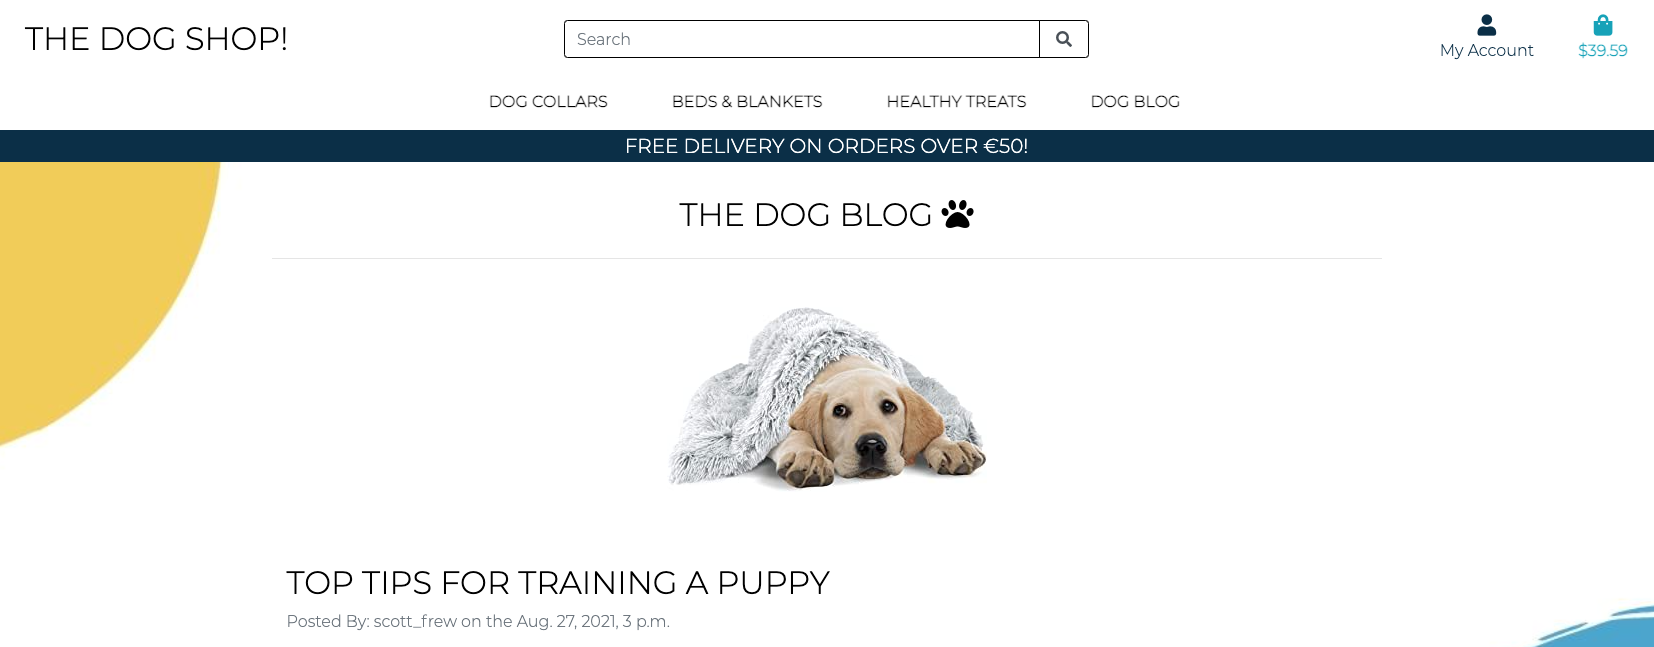 THE DOG SHOP!
Search
My Account
$39.59
DOG COLLARS
BEDS & BLANKETS
HEALTHY TREATS
DOG BLOG
FREE DELIVERY ON ORDERS OVER €50!
THE DOG BLOG
TOP TIPS FOR TRAINING A PUPPY
Posted By: scott_frew on the Aug. 27, 2021, 3 p.m.